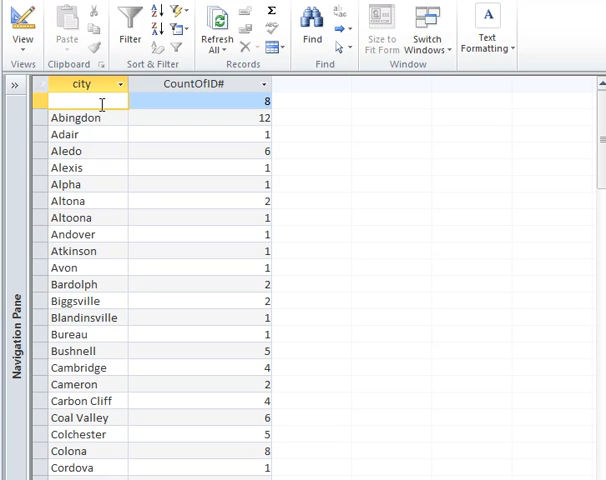 View
Paste
Filter
Refresh All
Find
Size to Fit Form
Switch Windows
A
Text Formatting
Views
Clipboard
Sort & Filter
Records
Find
Window
»
city CountOfID#
8
Abingdon 12
Adair 1
Aledo 6
Alexis 1
Alpha 1
Altona 2
Altoona 1
Andover 1
Atkinson 1
Avon 1
Bardolph 2
Biggsville 2
Blandinsville 1
Bureau 1
Bushnell 5
Cambridge 4
Cameron 2
Carbon Cliff 4
Coal Valley 6
Colchester 5
Colona 8
Cordova 1
Navigation Pane